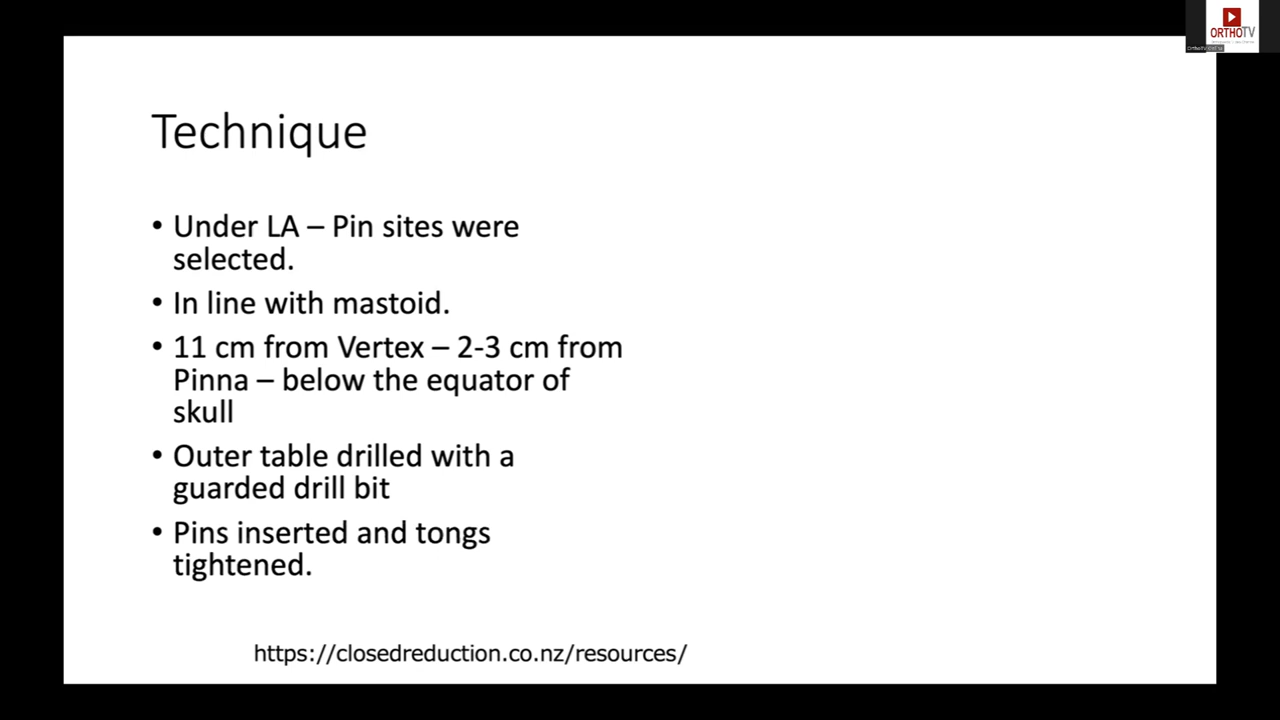 ORTHOTV
Technique
• Under LA – Pin sites were
selected.
• In line with mastoid.
• 11 cm from Vertex – 2-3 cm from
Pinna – below the equator of
skull
• Outer table drilled with a
guarded drill bit
• Pins inserted and tongs
tightened.
https://closedreduction.co.nz/resources/